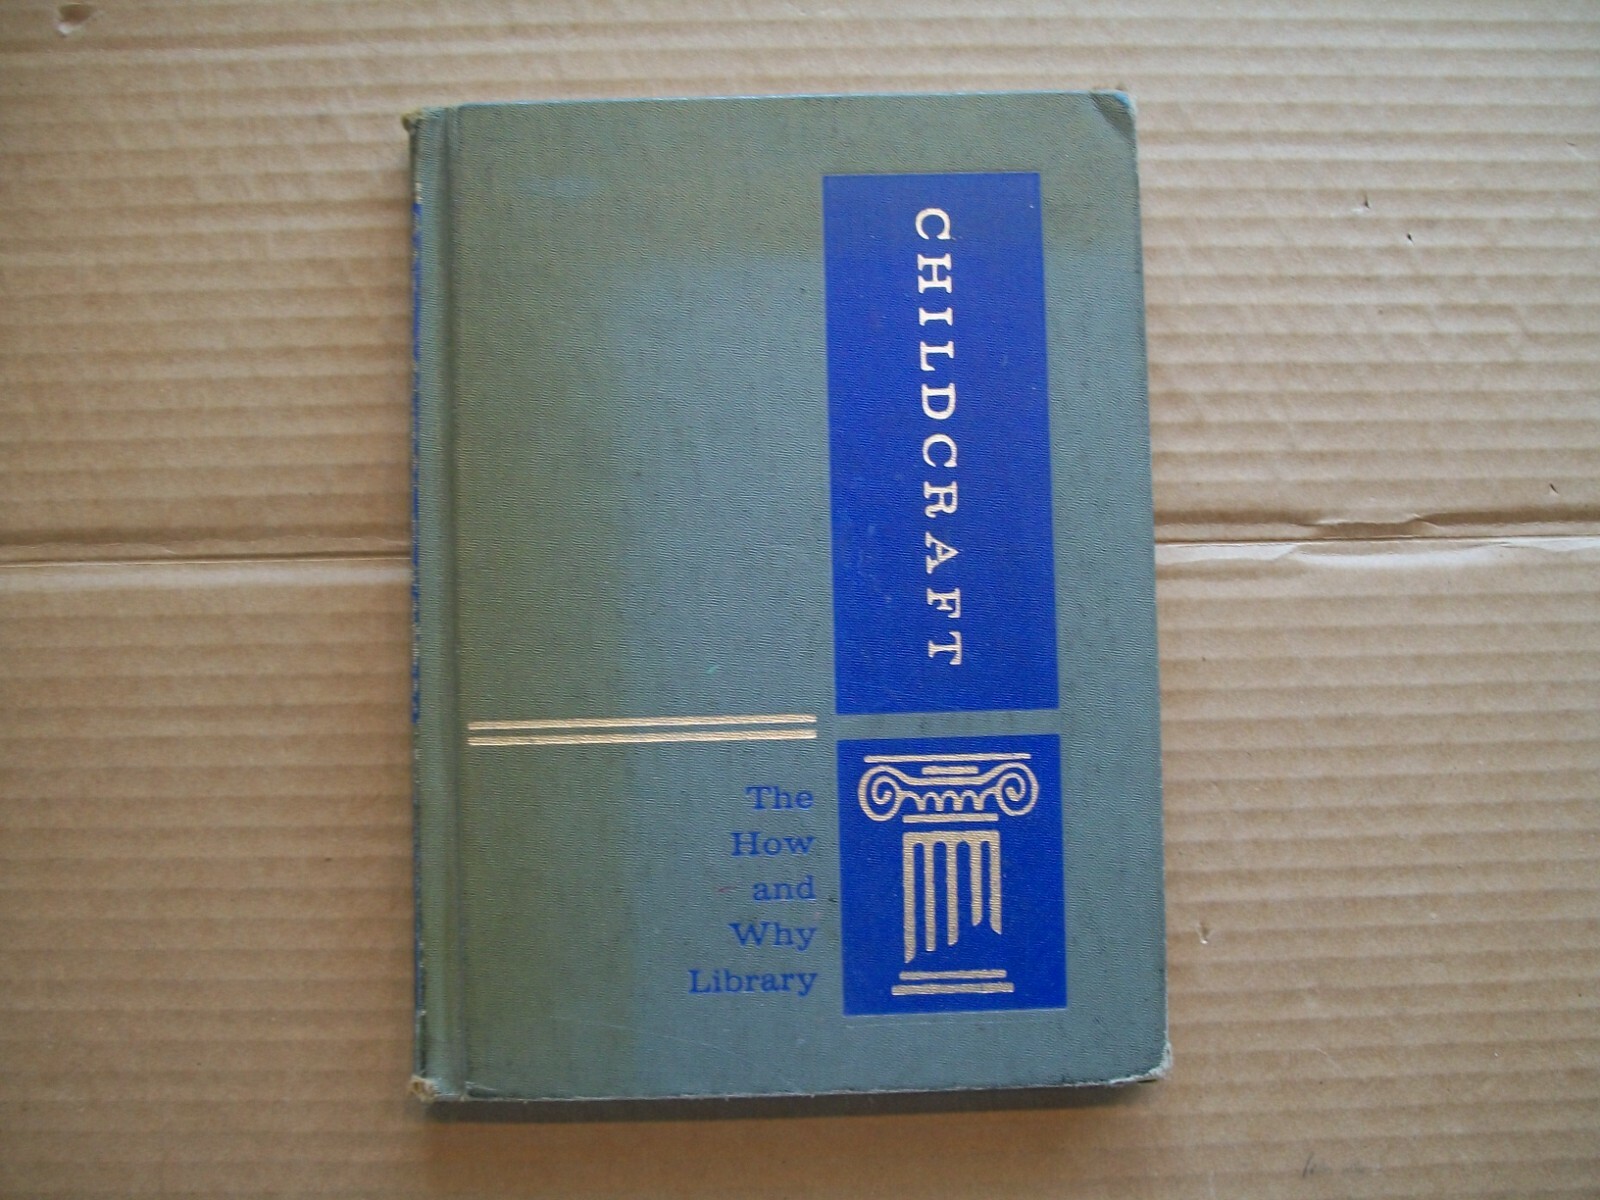 CHILDCRAFT
The
How
and
Why
Library